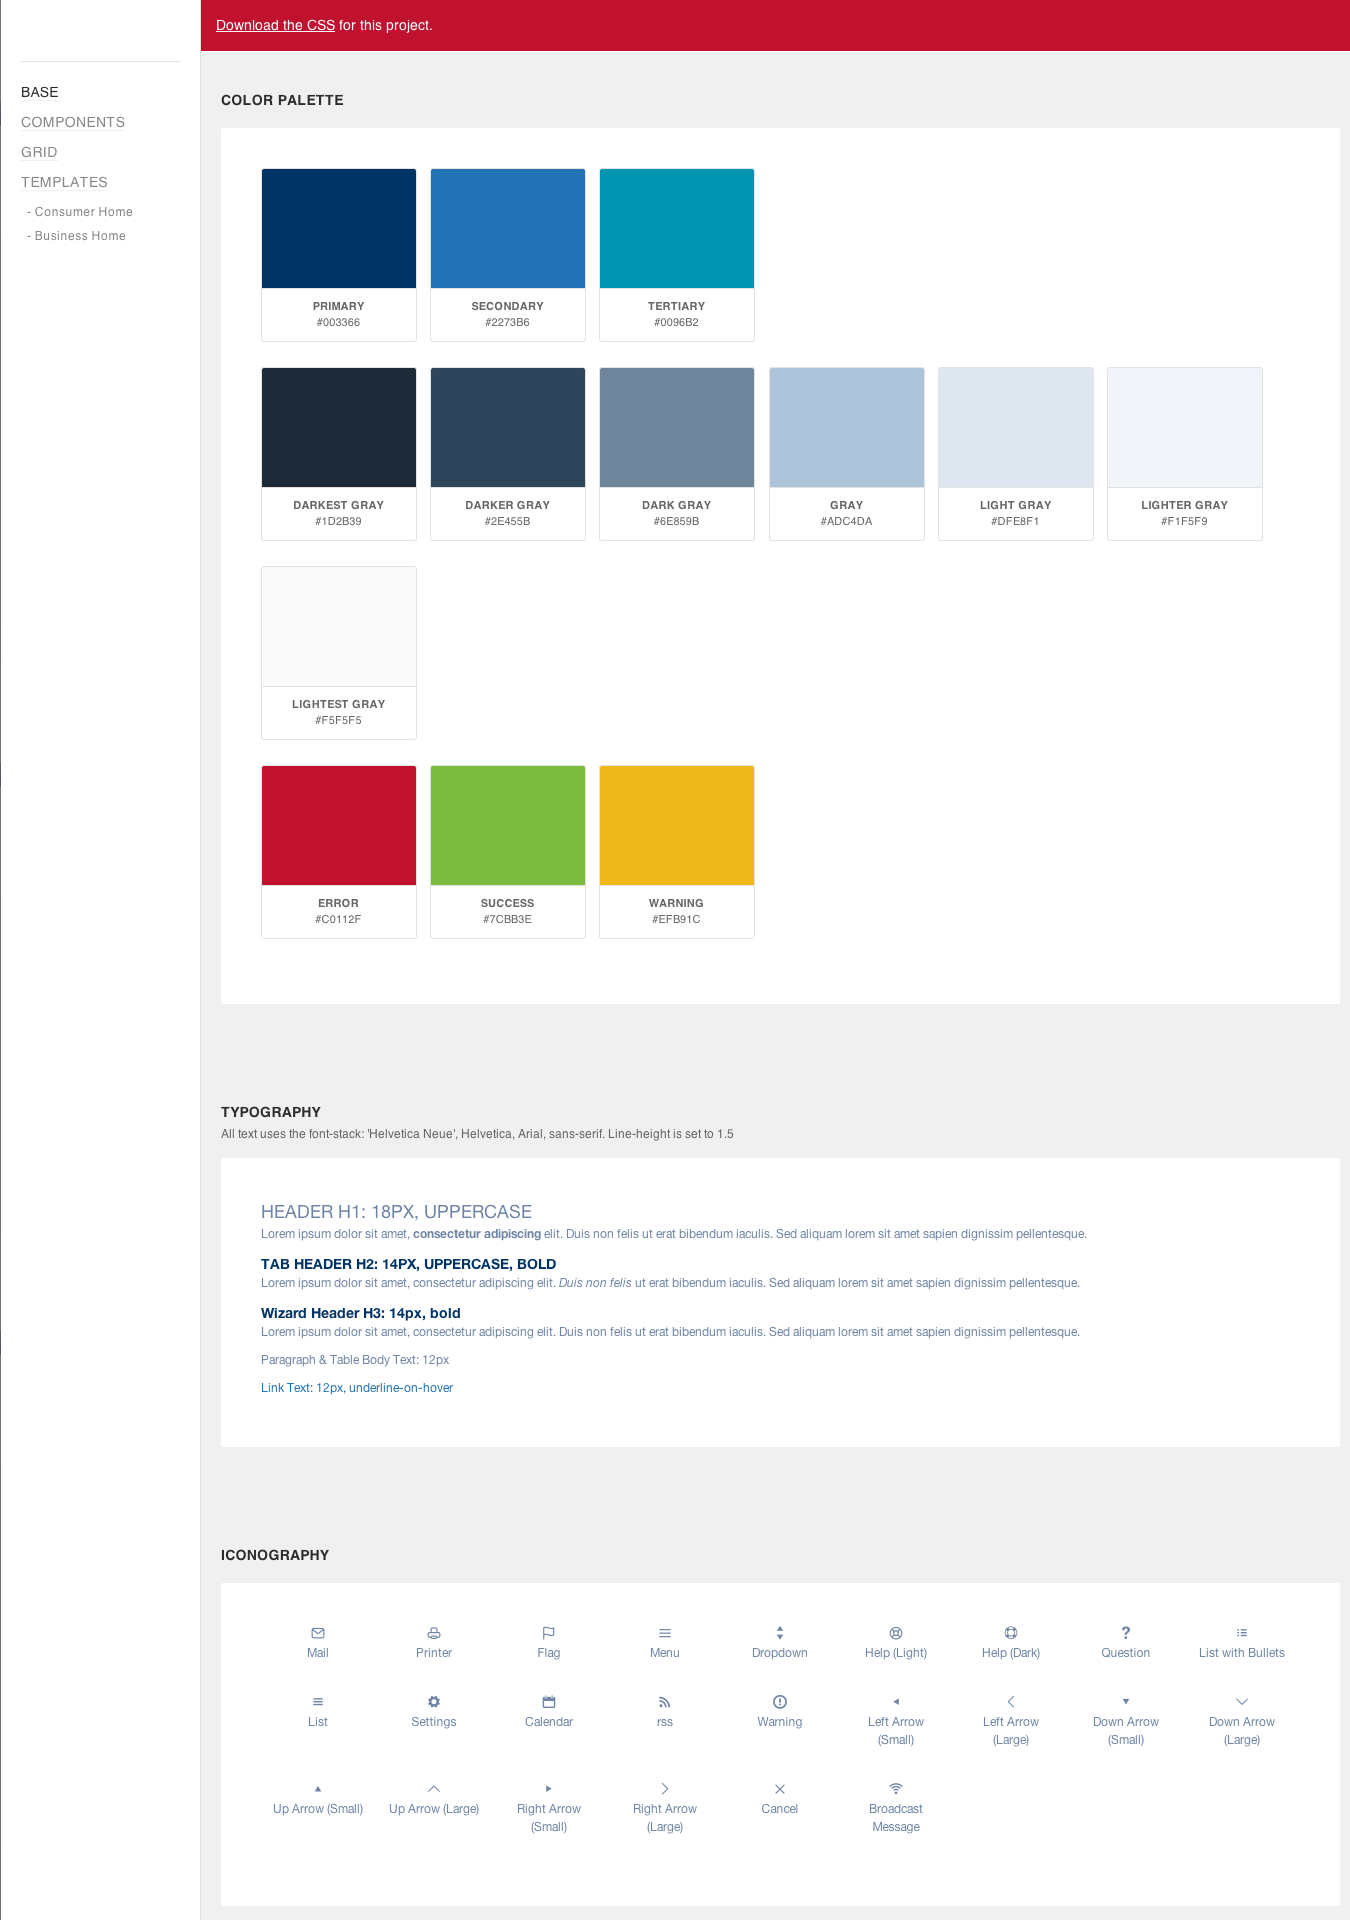 Download the CSS for this project.
BASE
COMPONENTS
GRID
TEMPLATES
- Consumer Home
- Business Home
COLOR PALETTE
PRIMARY
#003366
SECONDARY
#2273B6
TERTIARY
#0096B2
DARKEST GRAY
#1D2B39
DARKER GRAY
#2E455B
DARK GRAY
#6E859B
GRAY
#ADC4DA
LIGHT GRAY
#DFE8F1
LIGHTER GRAY
#F1F5F9
LIGHTEST GRAY
#F5F5F5
ERROR
#C0112F
SUCCESS
#7CBB3E
WARNING
#EFB91C
TYPOGRAPHY
All text uses the font-stack: 'Helvetica Neue', Helvetica, Arial, sans-serif. Line-height is set to 1.5
HEADER H1: 18PX, UPPERCASE
Lorem ipsum dolor sit amet, consectetur adipiscing elit. Duis non felis ut erat bibendum iaculis. Sed aliquam lorem sit amet sapien dignissim pellentesque.
TAB HEADER H2: 14PX, UPPERCASE, BOLD
Lorem ipsum dolor sit amet, consectetur adipiscing elit. Duis non felis ut erat bibendum iaculis. Sed aliquam lorem sit amet sapien dignissim pellentesque.
Wizard Header H3: 14px, bold
Lorem ipsum dolor sit amet, consectetur adipiscing elit. Duis non felis ut erat bibendum iaculis. Sed aliquam lorem sit amet sapien dignissim pellentesque.
Paragraph & Table Body Text: 12px
Link Text: 12px, underline-on-hover
ICONOGRAPHY
Mail
Printer
Flag
Menu
Dropdown
Help (Light)
Help (Dark)
Question
List with Bullets
List
Settings
Calendar
rss
Warning
Left Arrow
(Small)
Left Arrow
(Large)
Down Arrow
(Small)
Down Arrow
(Large)
Up Arrow (Small)
Up Arrow (Large)
Right Arrow
(Small)
Right Arrow
(Large)
Cancel
Broadcast
Message